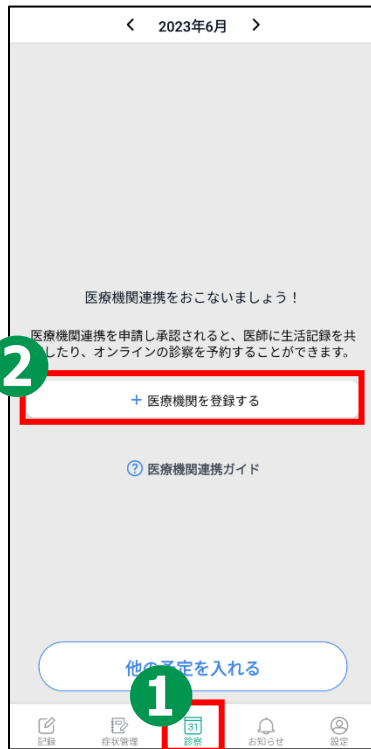 2023年6月
医療機関連携をおこないましょう！
医療機関連携を申請し承認されると、医師に生活記録を共
したり、オンラインの診察を予約することができます。
2
+ 医療機関を登録する
? 医療機関連携ガイド
他の予定を入れる
1
31
記録 症状管理 診察 お知らせ 設定